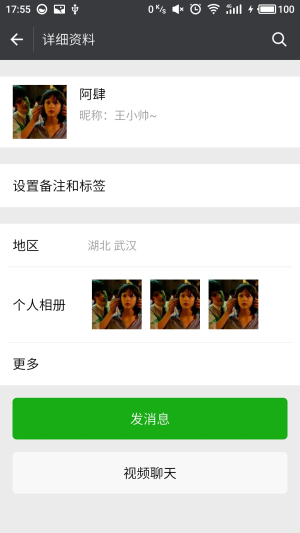 17:55
0 K/s
4G
100
详细资料
阿肆
昵称：王小帅~
设置备注和标签
地区
湖北 武汉
个人相册
更多
发消息
视频聊天